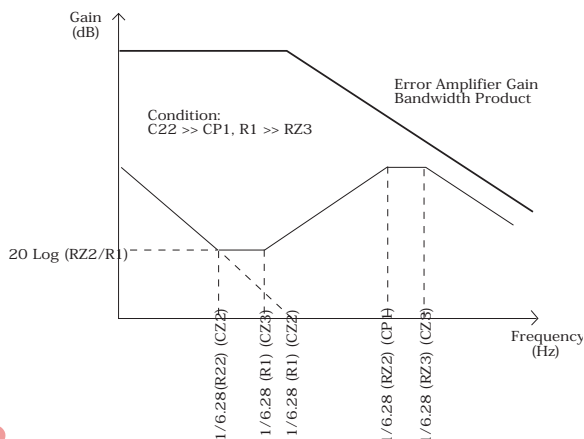 Gain
(dB)
Error Amplifier Gain
Bandwidth Product
Condition:
C22 >> CP1, R1 >> RZ3
20 Log (RZ2/R1)
1/6.28(R22) (CZ2)
1/6.28 (R1) (CZ3)
1/6.28 (R1) (CZ2)
1/6.28 (RZ2) (CP1)
1/6.28 (RZ3) (CZ3)
Frequency
(Hz)